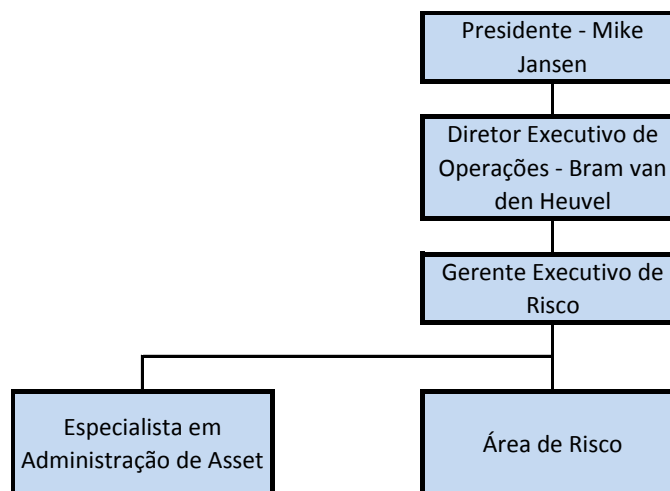 Presidente - Mike
Jansen
Diretor Executivo de
Operações - Bram van
den Heuvel
Gerente Executivo de
Risco
Especialista em
Administração de Asset
Área de Risco